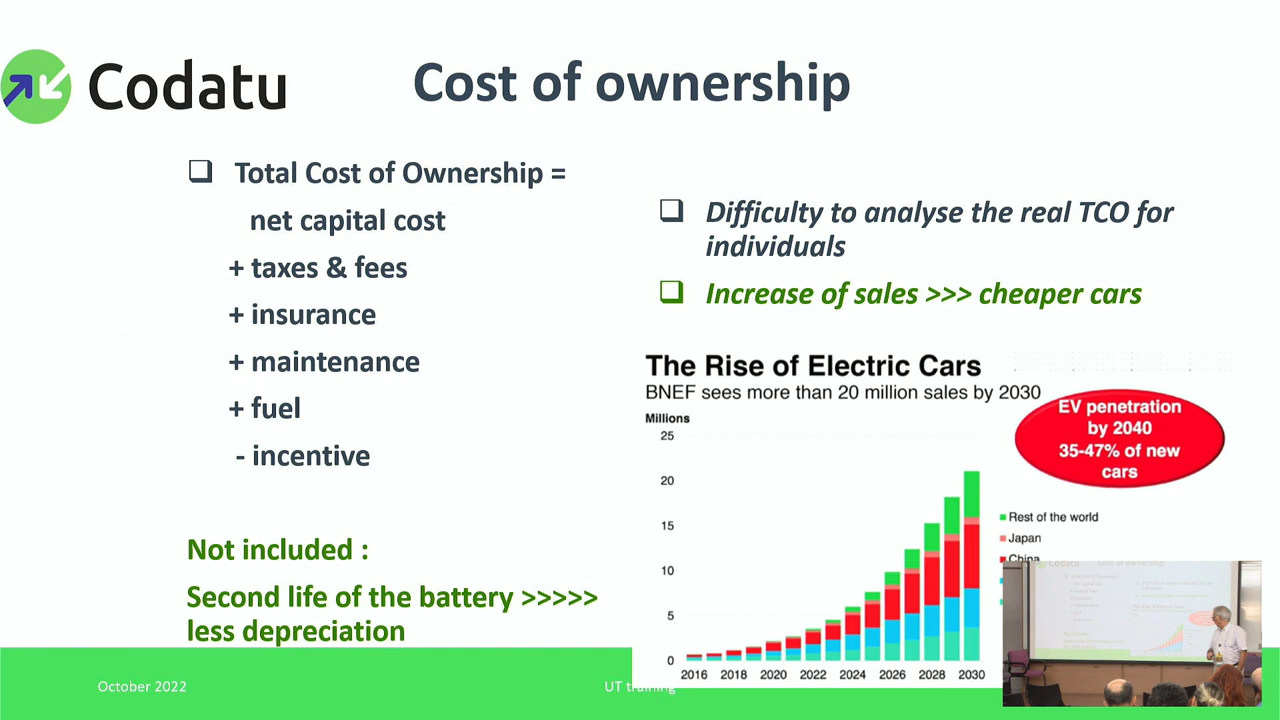 Codatu
Cost of ownership
❑ Total Cost of Ownership =
net capital cost
+ taxes & fees
+ insurance
+ maintenance
+ fuel
- incentive
Not included :
Second life of the battery >>>>>
less depreciation
❑ Difficulty to analyse the real TCO for
individuals
❑ Increase of sales >>> cheaper cars
The Rise of Electric Cars
BNEF sees more than 20 million sales by 2030
EV penetration
by 2040
35-47% of new
cars
Millions
25
20
15
10
5
0
2016 2018 2020 2022 2024 2026 2028 2030
Rest of the world
Japan
China
October 2022
UT training
Codatu
Cost of ownership